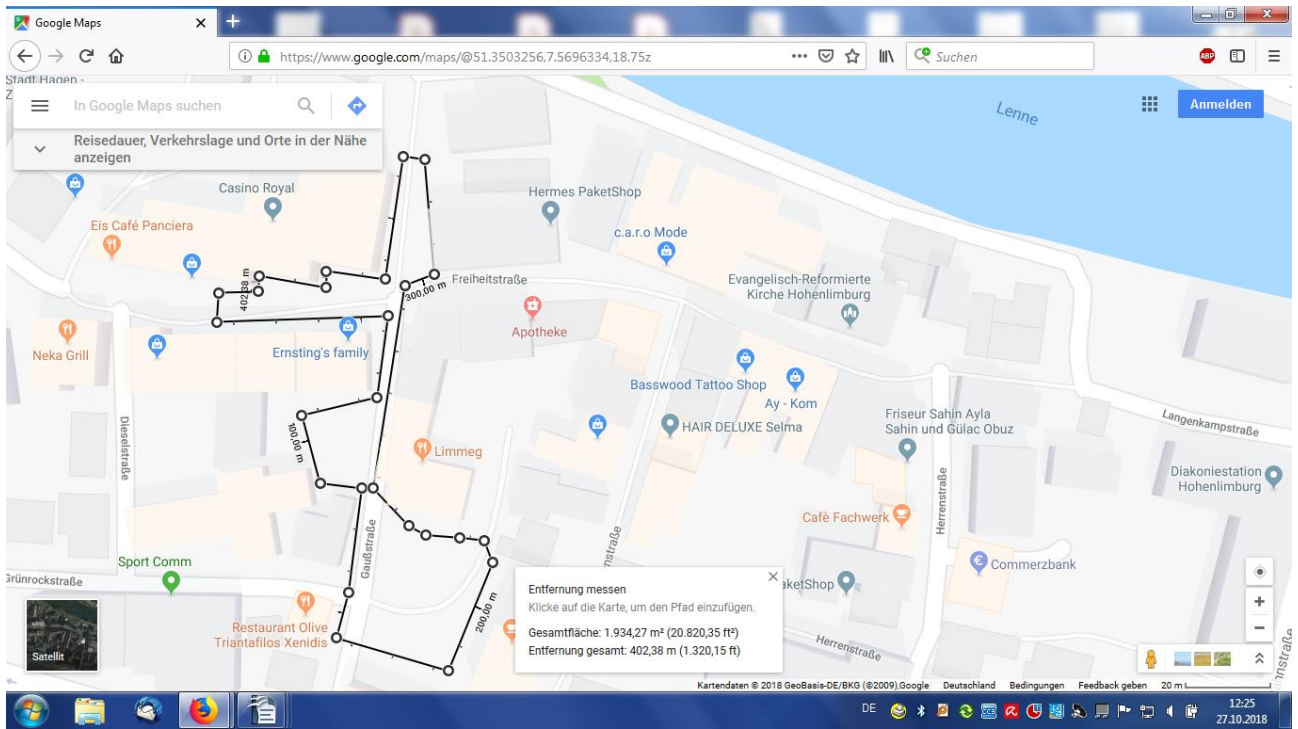 Google Maps
https://www.google.com/maps/@51.3503256,7.5696334,18.75z
Suchen
ABP
Stadt Hagen -
In Google Maps suchen
Anmelden
Reisedauer, Verkehrslage und Orte in der Nähe
anzeigen
Lenne
Casino Royal
Hermes PaketShop
Eis Café Panciera
c.a.r.o Mode
402,38 m
300,00 m
Freiheitstraße
Evangelisch-Reformierte
Kirche Hohenlimburg
Apotheke
Neka Grill
Ernsting's family
Basswood Tattoo Shop
Ay - Kom
Dieselstraße
100,00 m
HAIR DELUXE Selma
Friseur Sahin Ayla
Sahin und Gülac Obuz
Langenkampstraße
Limmeg
Diakoniestation
Hohenlimburg
Herrenstraße
Cafè Fachwerk
Gaußstraße
Sport Comm
Commerzbank
Grünrockstraße
200,00 m
Entfernung messen
Klicke auf die Karte, um den Pfad einzufügen.
Gesamtfläche: 1.934,27 m² (20.820,35 ft²)
Entfernung gesamt: 402,38 m (1.320,15 ft)
aketShop
Restaurant Olive
Triantafilos Xenidis
Herrenstraße
Satellit
Kartendaten © 2018 GeoBasis-DE/BKG (©2009),Google Deutschland Bedingungen Feedback geben 20 m
DE
12:25
27.10.2018